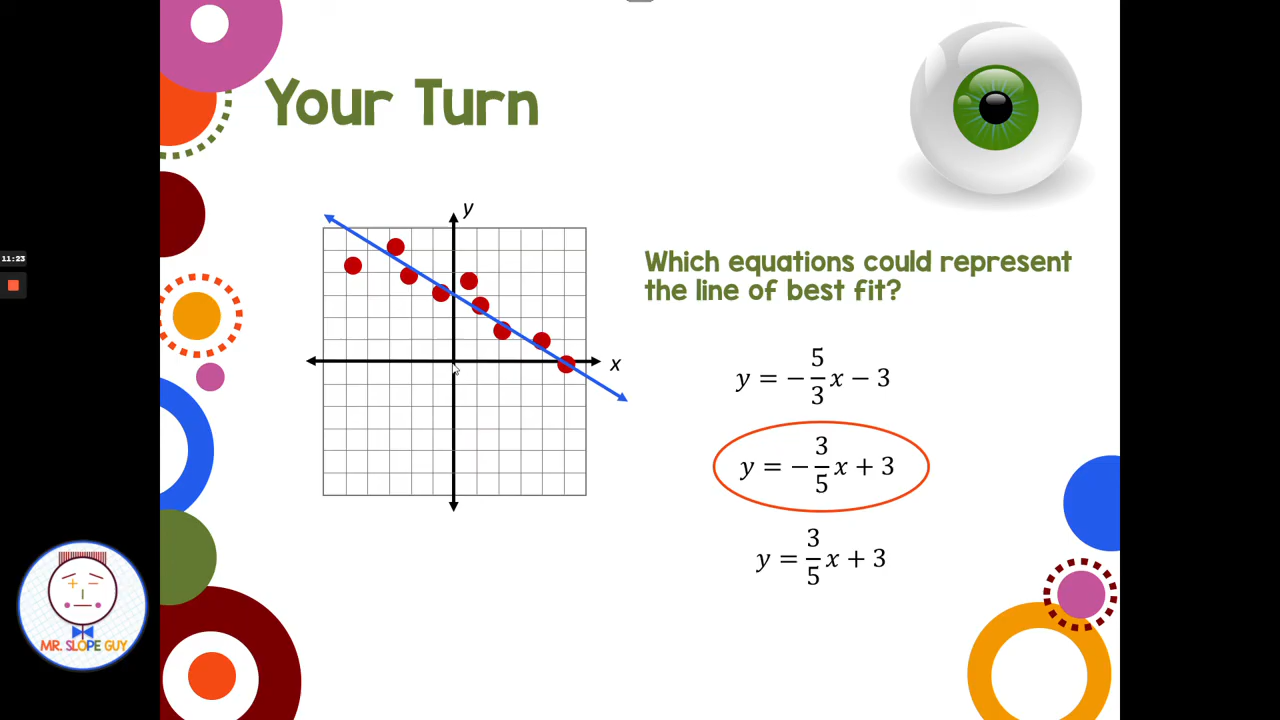 Your Turn
11:23
y
x
Which equations could represent
the line of best fit?
y = −5/3x − 3
y = −3/5x + 3
y = 3/5x + 3
MR. SLOPE GUY